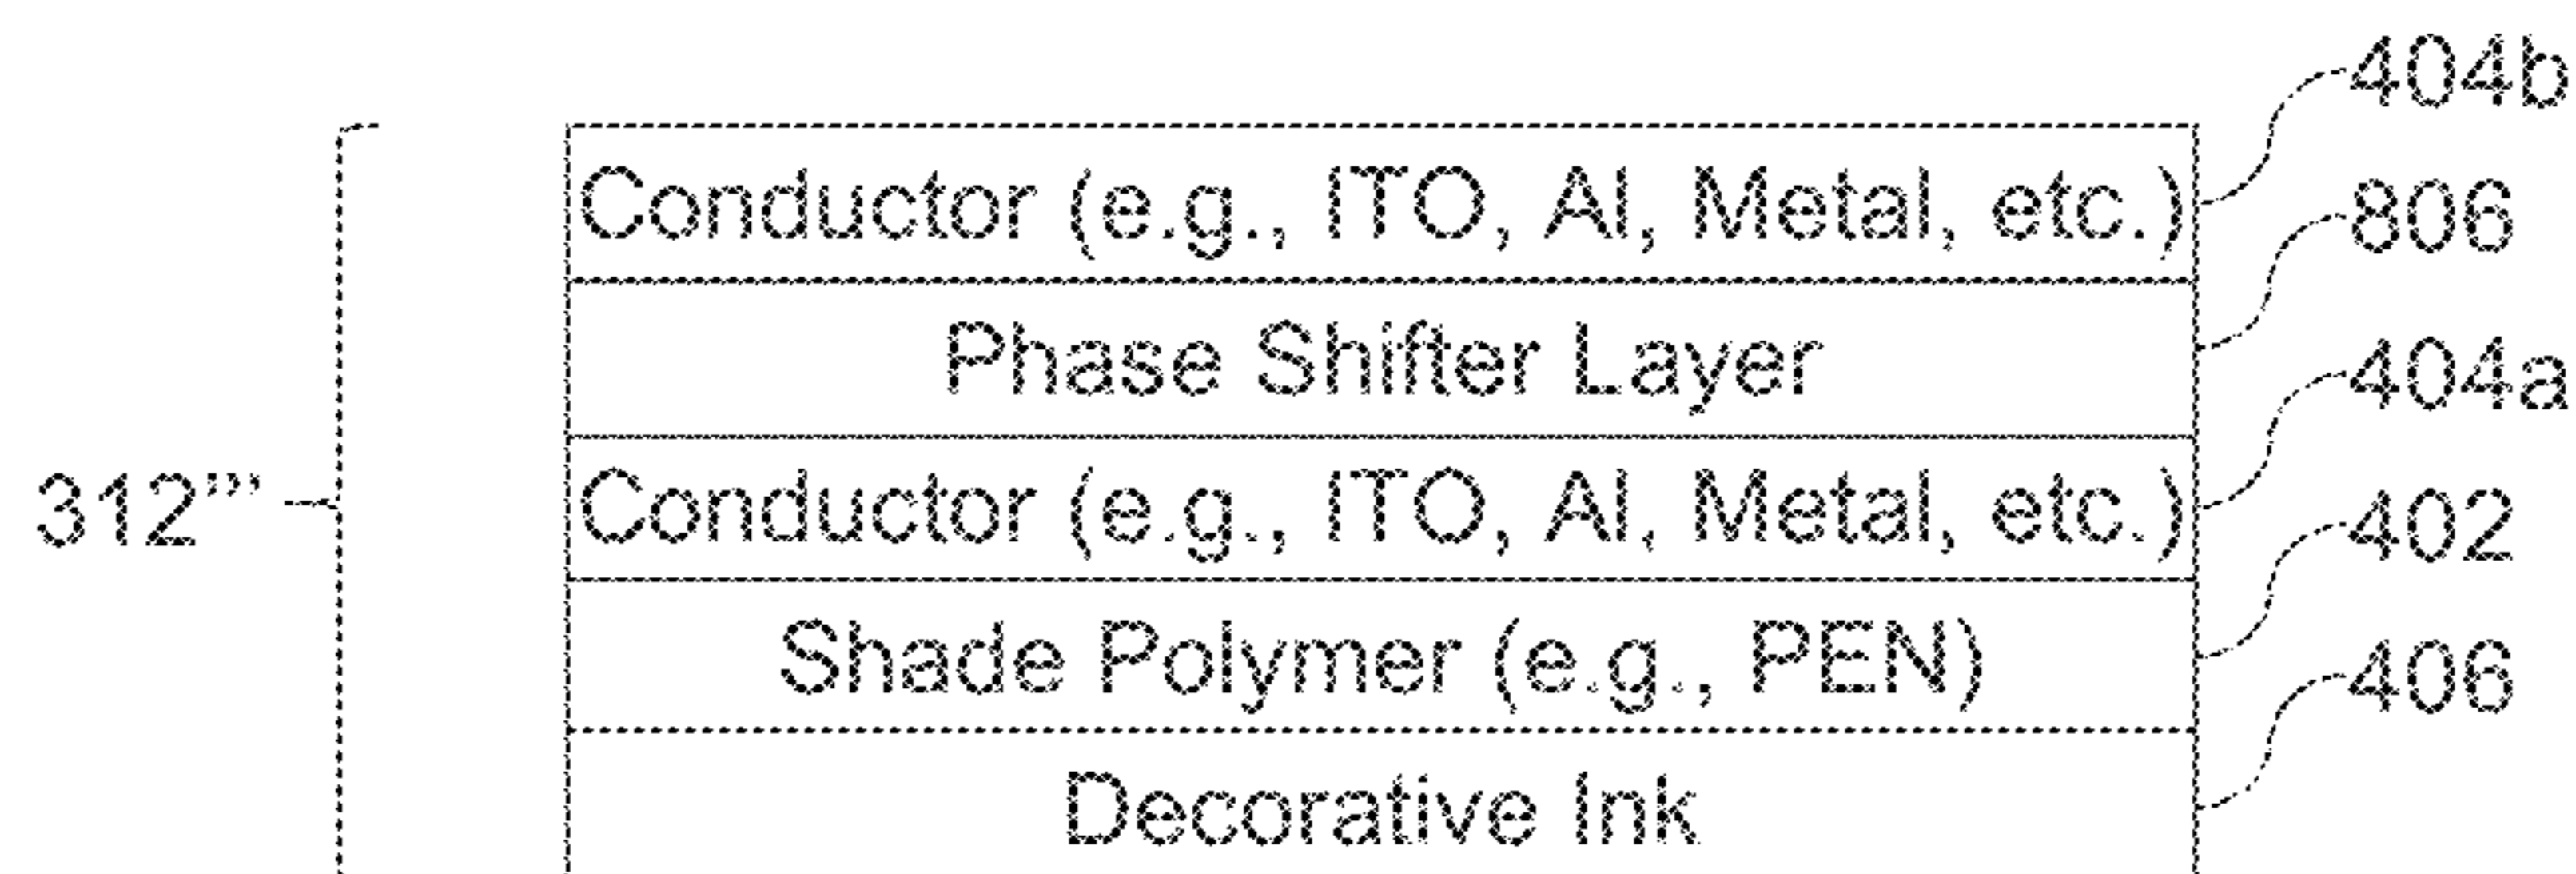 404b
Conductor (e.g., ITO, Al, Metal, etc.)
806
Phase Shifter Layer
404a
312"'
Conductor (e.g., ITO, Al, Metal, etc.)
402
Shade Polymer (e.g., PEN)
406
Decorative Ink